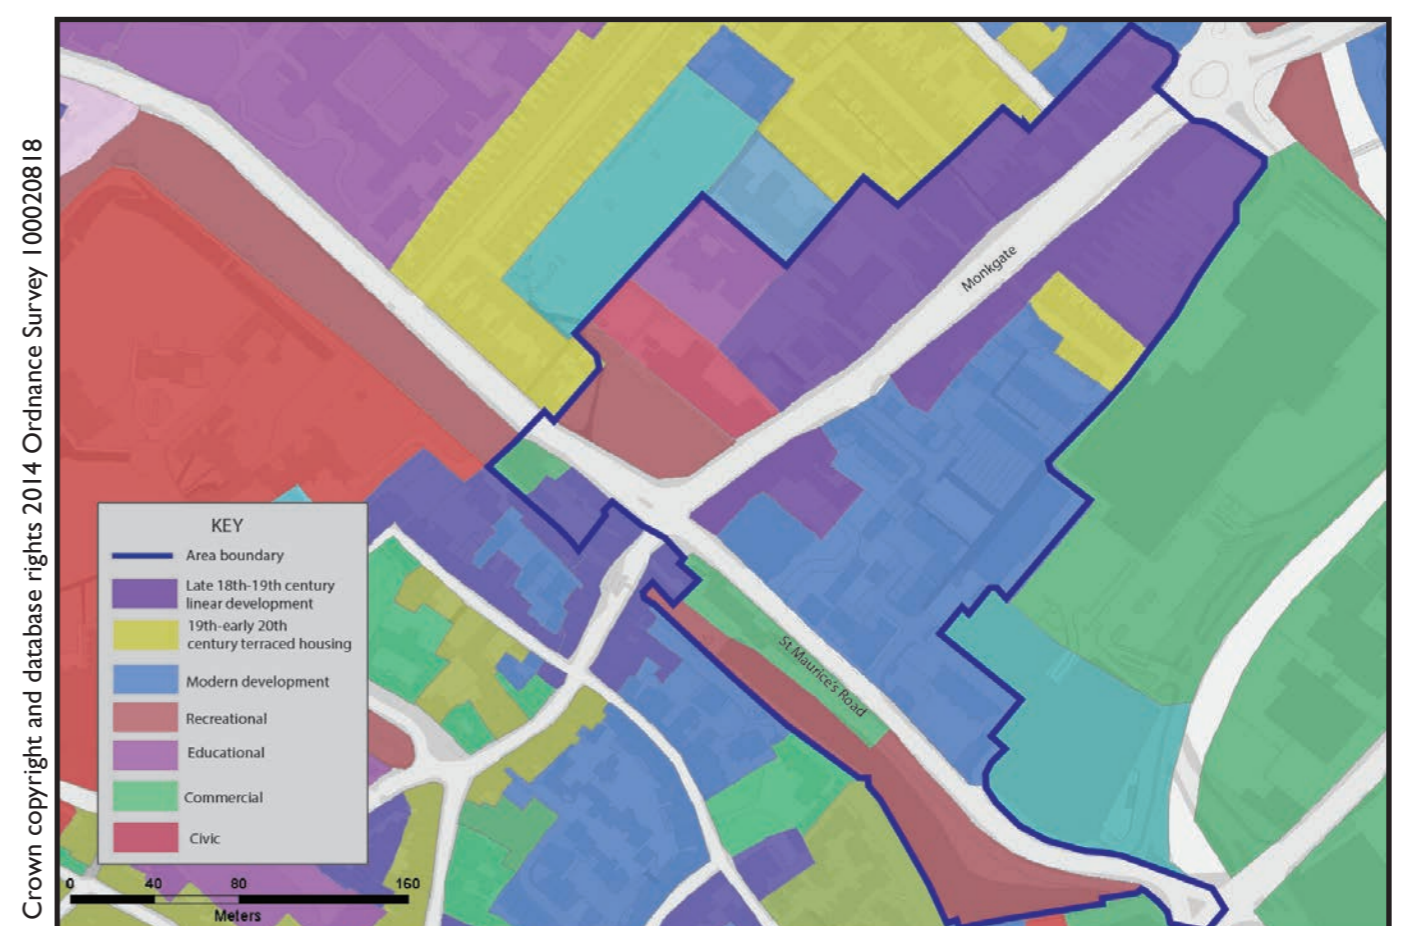 Crown copyright and database rights 2014 Ordnance Survey 100020818
Monkgate
St Maurice's Road
KEY
Area boundary
Late 18th-19th century
linear development
19th-early 20th
century terraced housing
Modern development
Recreational
Educational
Commercial
Civic
0 40 80 160
Meters